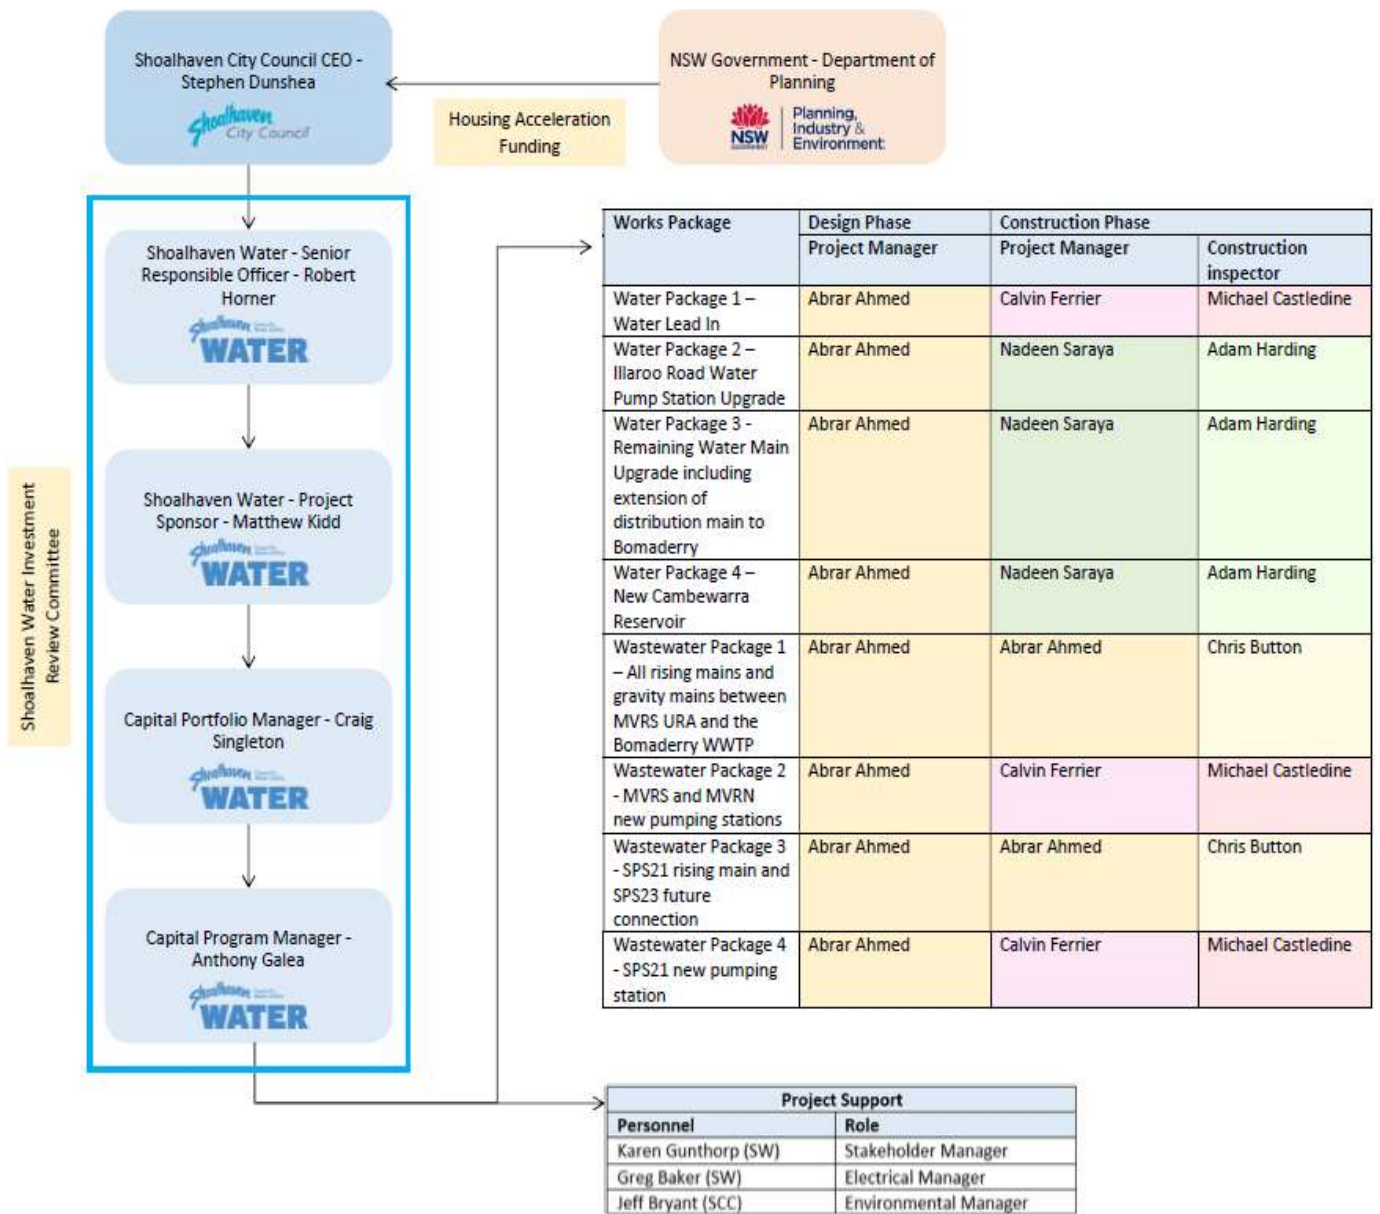 Shoalhaven City Council CEO -
Stephen Dunshea
Shoalhaven
City Council
Housing Acceleration
Funding
NSW Government - Department of
Planning
NSW
GOVERNMENT
Planning,
Industry &
Environment
Shoalhaven Water Investment
Review Committee
Shoalhaven Water - Senior
Responsible Officer - Robert
Horner
Shoalhaven
WATER
Shoalhaven Water - Project
Sponsor - Matthew Kidd
Shoalhaven
WATER
Capital Portfolio Manager - Craig
Singleton
Shoalhaven
WATER
Capital Program Manager -
Anthony Galea
Shoalhaven
WATER
Works Package Design Phase Construction Phase
Project Manager Project Manager Construction
inspector
Water Package 1 – Abrar Ahmed Calvin Ferrier Michael Castledine
Water Lead In
Water Package 2 – Abrar Ahmed Nadeen Saraya Adam Harding
Illaroo Road Water
Pump Station Upgrade
Water Package 3 - Abrar Ahmed Nadeen Saraya Adam Harding
Remaining Water Main
Upgrade including
extension of
distribution main to
Bomaderry
Water Package 4 – Abrar Ahmed Nadeen Saraya Adam Harding
New Cambewarra
Reservoir
Wastewater Package 1 Abrar Ahmed Abrar Ahmed Chris Button
– All rising mains and
gravity mains between
MVRS URA and the
Bomaderry WWTP
Wastewater Package 2 Abrar Ahmed Calvin Ferrier Michael Castledine
- MVRS and MVRN
new pumping stations
Wastewater Package 3 Abrar Ahmed Abrar Ahmed Chris Button
- SPS21 rising main and
SPS23 future
connection
Wastewater Package 4 Abrar Ahmed Calvin Ferrier Michael Castledine
- SPS21 new pumping
station
Project Support
Personnel Role
Karen Gunthorp (SW) Stakeholder Manager
Greg Baker (SW) Electrical Manager
Jeff Bryant (SCC) Environmental Manager